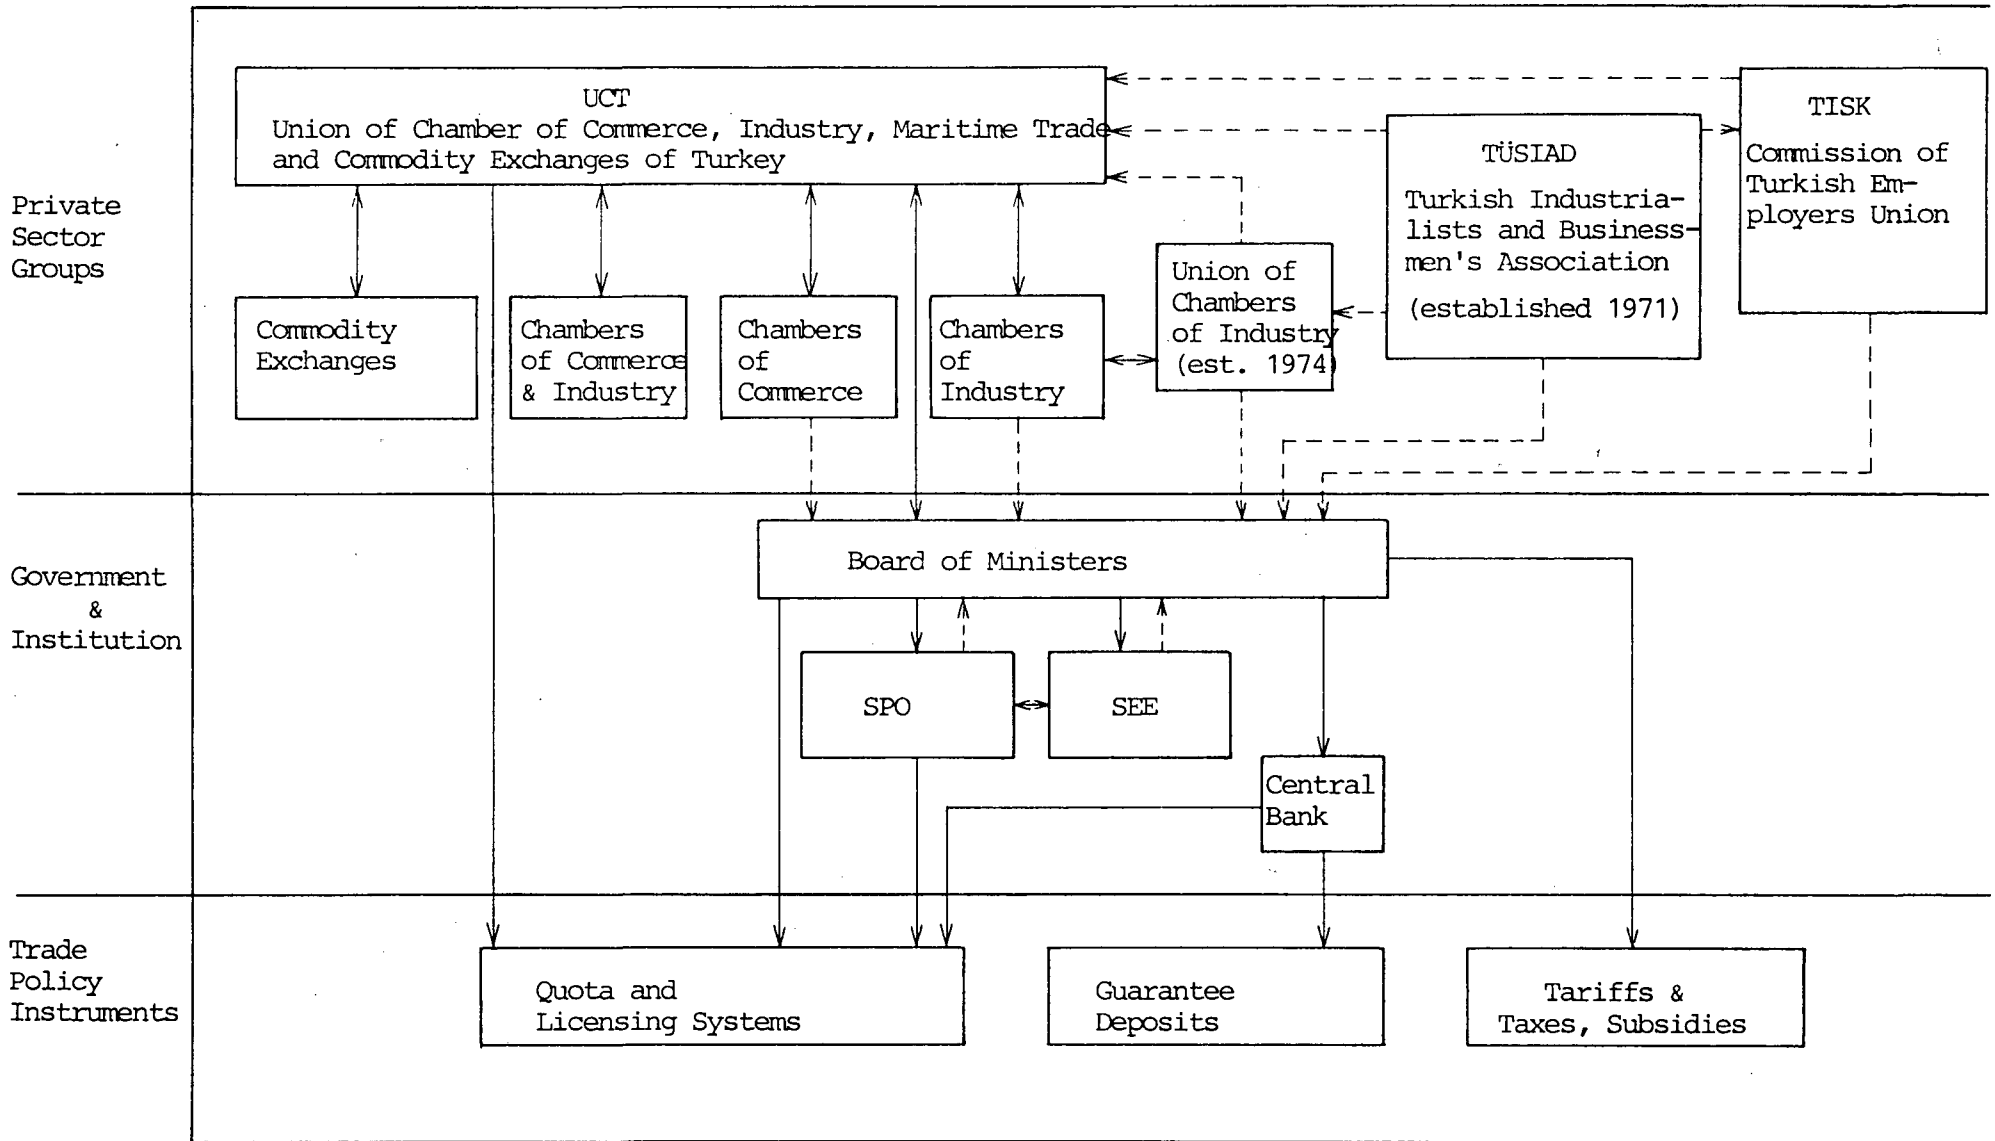 Private
Sector
Groups
UCT
Union of Chamber of Commerce, Industry, Maritime Trade
and Commodity Exchanges of Turkey
TÜSIAD
Turkish Industria-
lists and Business-
men's Association
(established 1971)
TISK
Commission of
Turkish Em-
ployers Union
Commodity
Exchanges
Chambers
of Commerce
& Industry
Chambers
of
Commerce
Chambers
of
Industry
Union of
Chambers
of Industry
(est. 1974)
Government
&
Institution
Board of Ministers
SPO
SEE
Central
Bank
Trade
Policy
Instruments
Quota and
Licensing Systems
Guarantee
Deposits
Tariffs &
Taxes, Subsidies